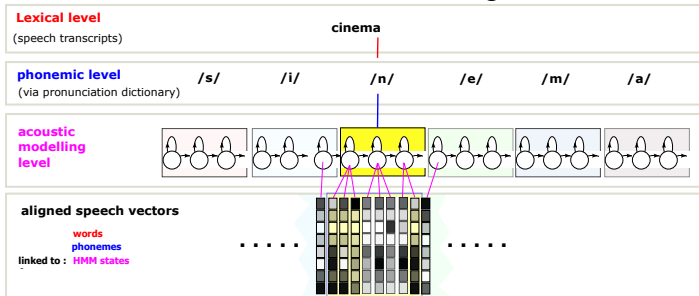 Lexical level
(speech transcripts)
cinema
phonemic level
(via pronunciation dictionary)
/s/ /i/ /n/ /e/ /m/ /a/
acoustic
modelling
level
aligned speech vectors
words
phonemes
linked to : HMM states
. . . . . . . . . .